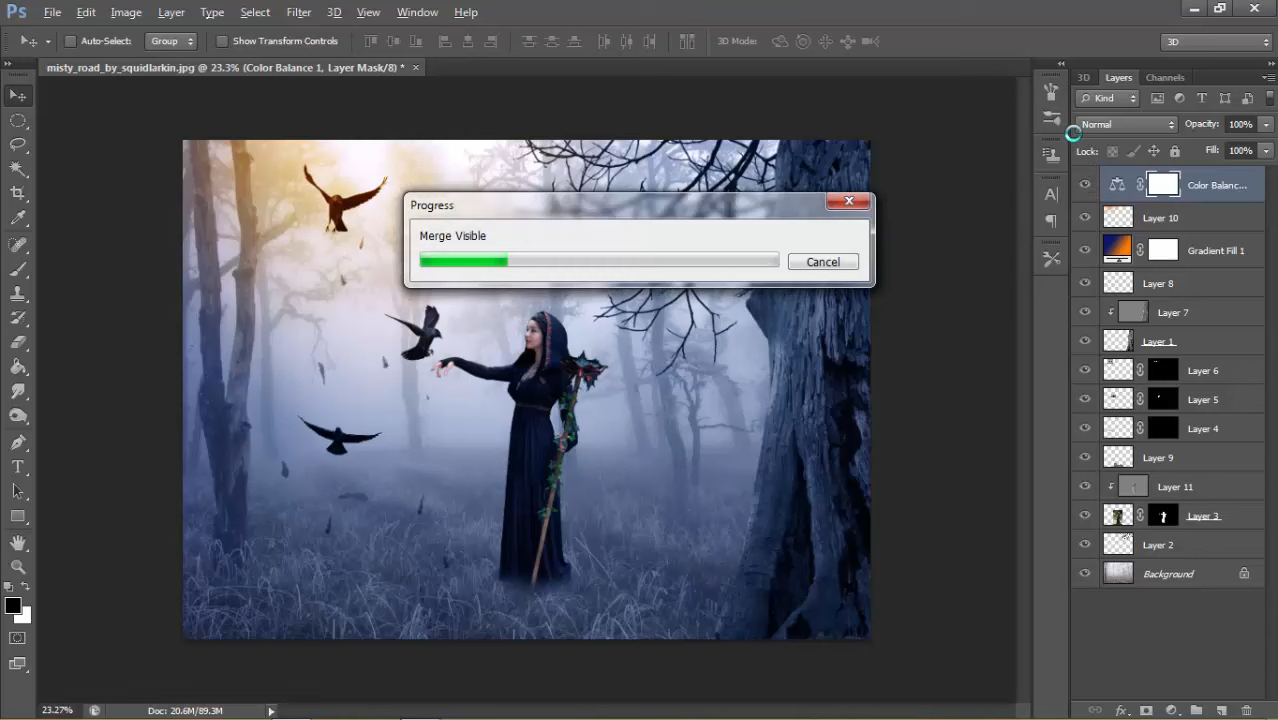 Ps File Edit Image Layer Type Select Filter 3D View Window Help
Auto-Select: Group Show Transform Controls 3D Mode: 3D
misty_road_by_squidlarkin.jpg @ 23.3% (Color Balance 1, Layer Mask/8) * ×
3D Layers Channels
Kind
Normal Opacity: 100%
Lock: Fill: 100%
Color Balanc...
Layer 10
Gradient Fill 1
Layer 8
Layer 7
Layer 1
Layer 6
Layer 5
Layer 4
Layer 9
Layer 11
Layer 3
Layer 2
Background
Progress
Merge Visible
Cancel
23.27% Doc: 20.6M/89.3M